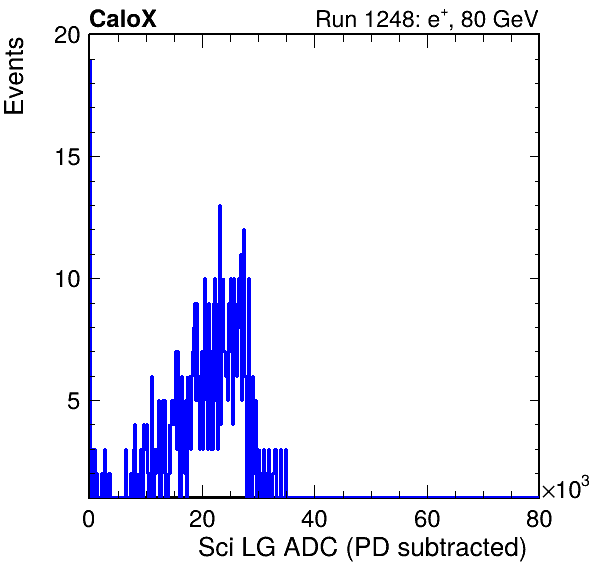 CaloX Run 1248: e⁺, 80 GeV
Events
20
15
10
5
0 20 40 60 80
×10³
Sci LG ADC (PD subtracted)